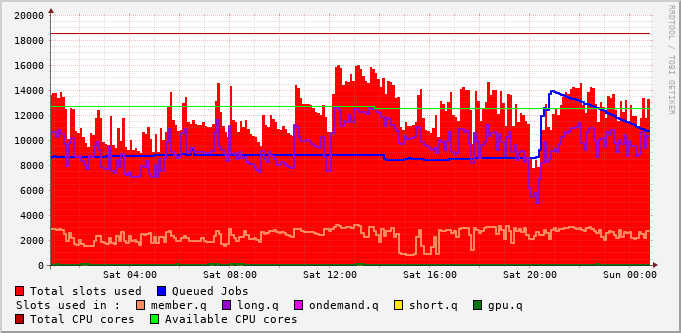 20000
18000
16000
14000
12000
10000
8000
6000
4000
2000
0
Sat 04:00 Sat 08:00 Sat 12:00 Sat 16:00 Sat 20:00 Sun 00:00
Total slots used Queued Jobs
Slots used in : member.q long.q ondemand.q short.q gpu.q
Total CPU cores Available CPU cores
RRDTOOL / TOBI OETIKER